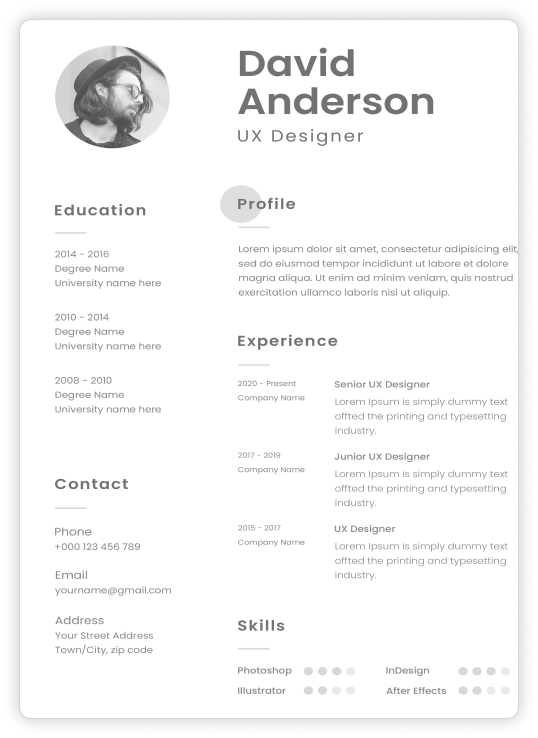 David
Anderson
UX Designer
Education
2014 - 2016
Degree Name
University name here
2010 - 2014
Degree Name
University name here
2008 - 2010
Degree Name
University name here
Contact
Phone
+000 123 456 789
Email
yourname@gmail.com
Address
Your Street Address
Town/City, zip code
Profile
Lorem ipsum dolor sit amet, consectetur adipisicing elit,
sed do eiusmod tempor incididunt ut labore et dolore
magna aliqua. Ut enim ad minim veniam, quis nostrud
exercitation ullamco laboris nisi ut aliquip.
Experience
2020 - Present
Company Name
Senior UX Designer
Lorem Ipsum is simply dummy text
offted the printing and typesetting
industry.
2017 - 2019
Company Name
Junior UX Designer
Lorem Ipsum is simply dummy text
offted the printing and typesetting
industry.
2015 - 2017
Company Name
UX Designer
Lorem Ipsum is simply dummy text
offted the printing and typesetting
industry.
Skills
Photoshop
InDesign
Illustrator
After Effects